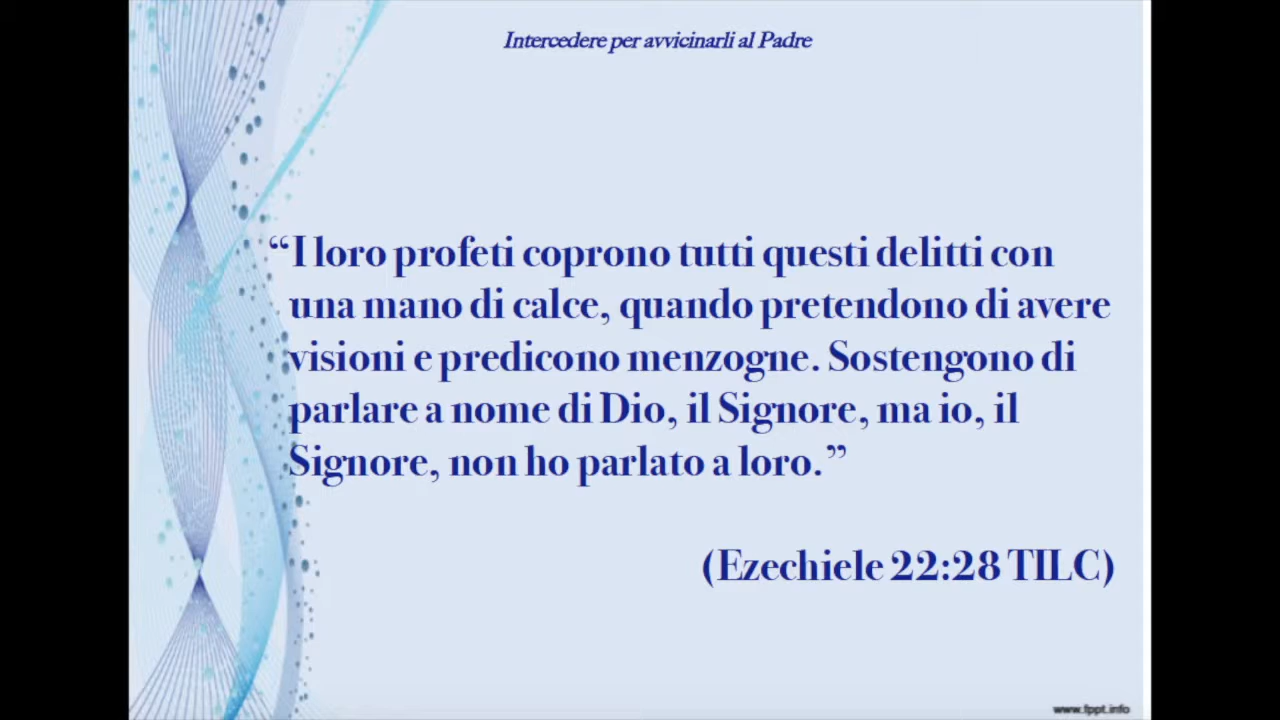 Intercedere per avvicinarli al Padre
“I loro profeti coprono tutti questi delitti con
una mano di calce, quando pretendono di avere
visioni e predicono menzogne. Sostengono di
parlare a nome di Dio, il Signore, ma io, il
Signore, non ho parlato a loro.”
(Ezechiele 22:28 TILC)
www.fppt.info